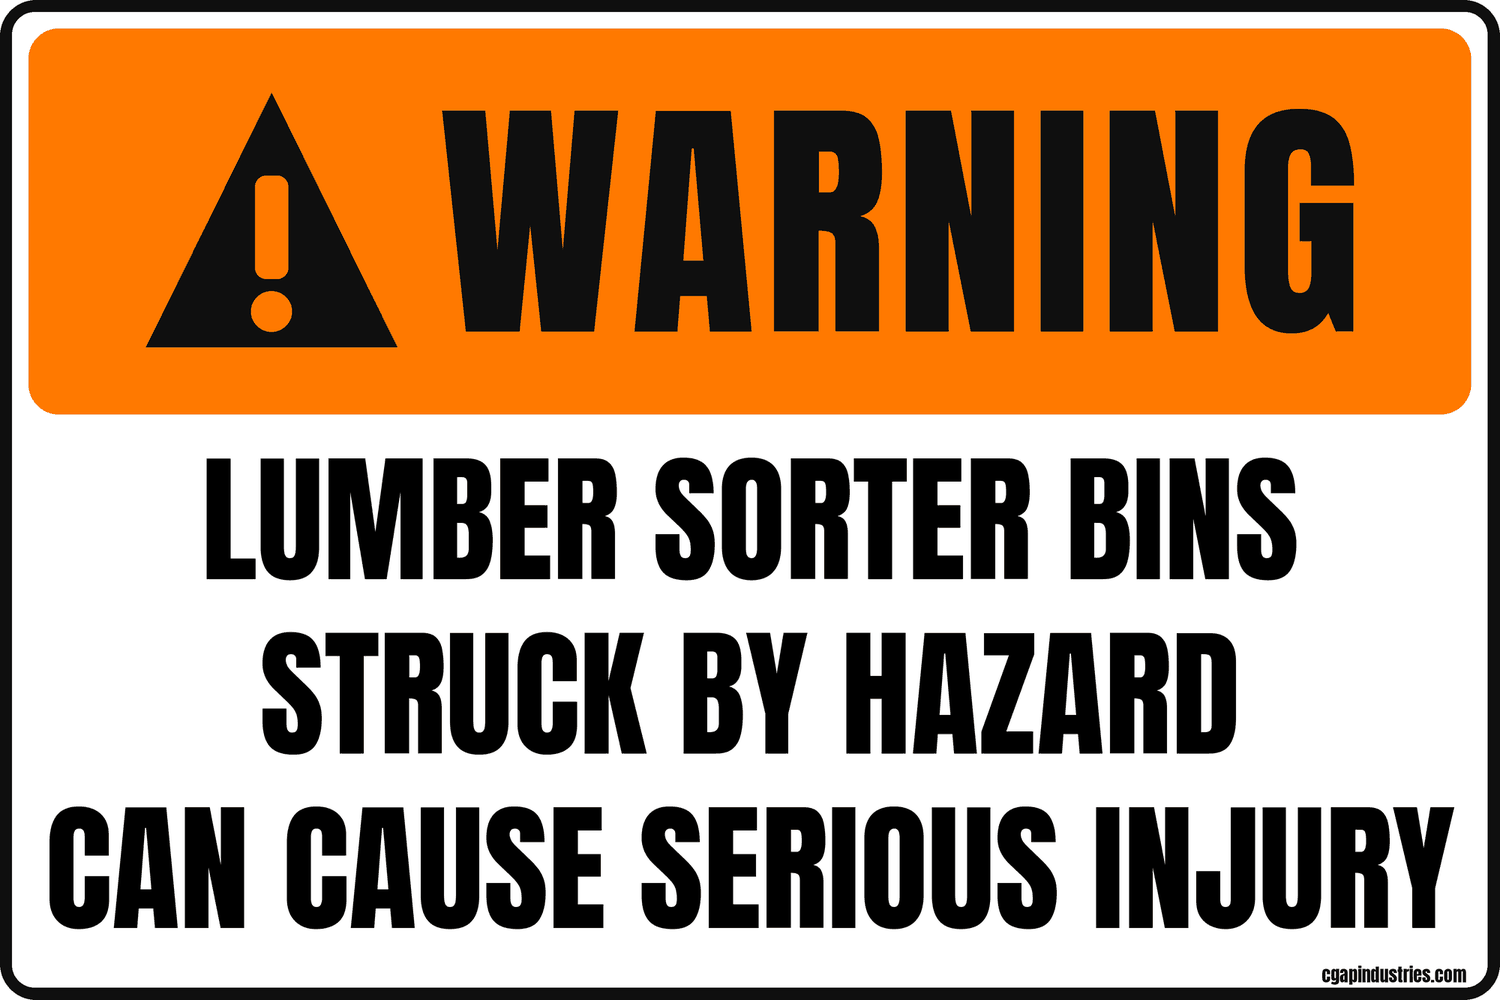 WARNING
LUMBER SORTER BINS
STRUCK BY HAZARD
CAN CAUSE SERIOUS INJURY
cgapindustries.com